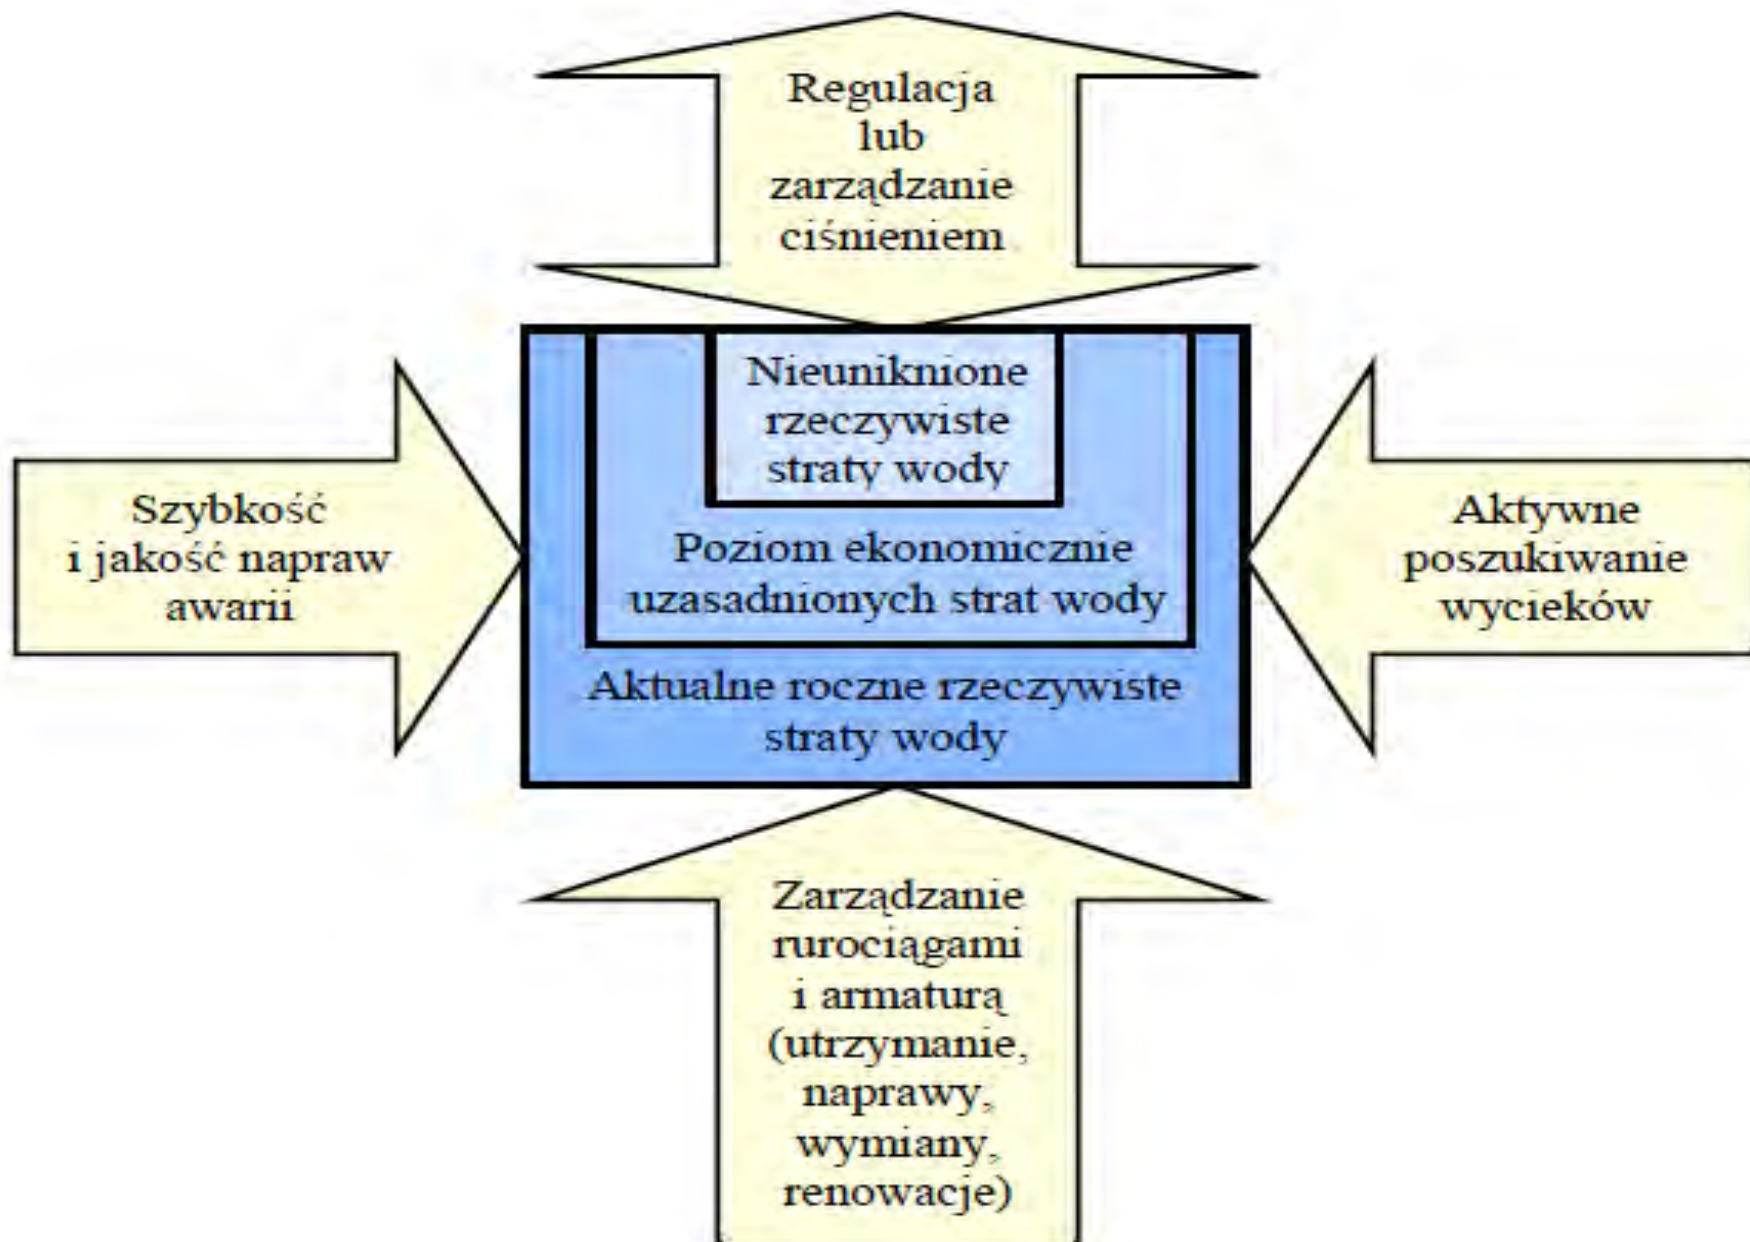 Regulacja
lub
zarządzanie
ciśnieniem
Nieuniknione
rzeczywiste
straty wody
Szybkość
i jakość napraw
awarii
Poziom ekonomicznie
uzasadnionych strat wody
Aktywne
poszukiwanie
wycieków
Aktualne roczne rzeczywiste
straty wody
Zarządzanie
rurociągami
i armaturą
(utrzymanie,
naprawy,
wymiany,
renowacje)